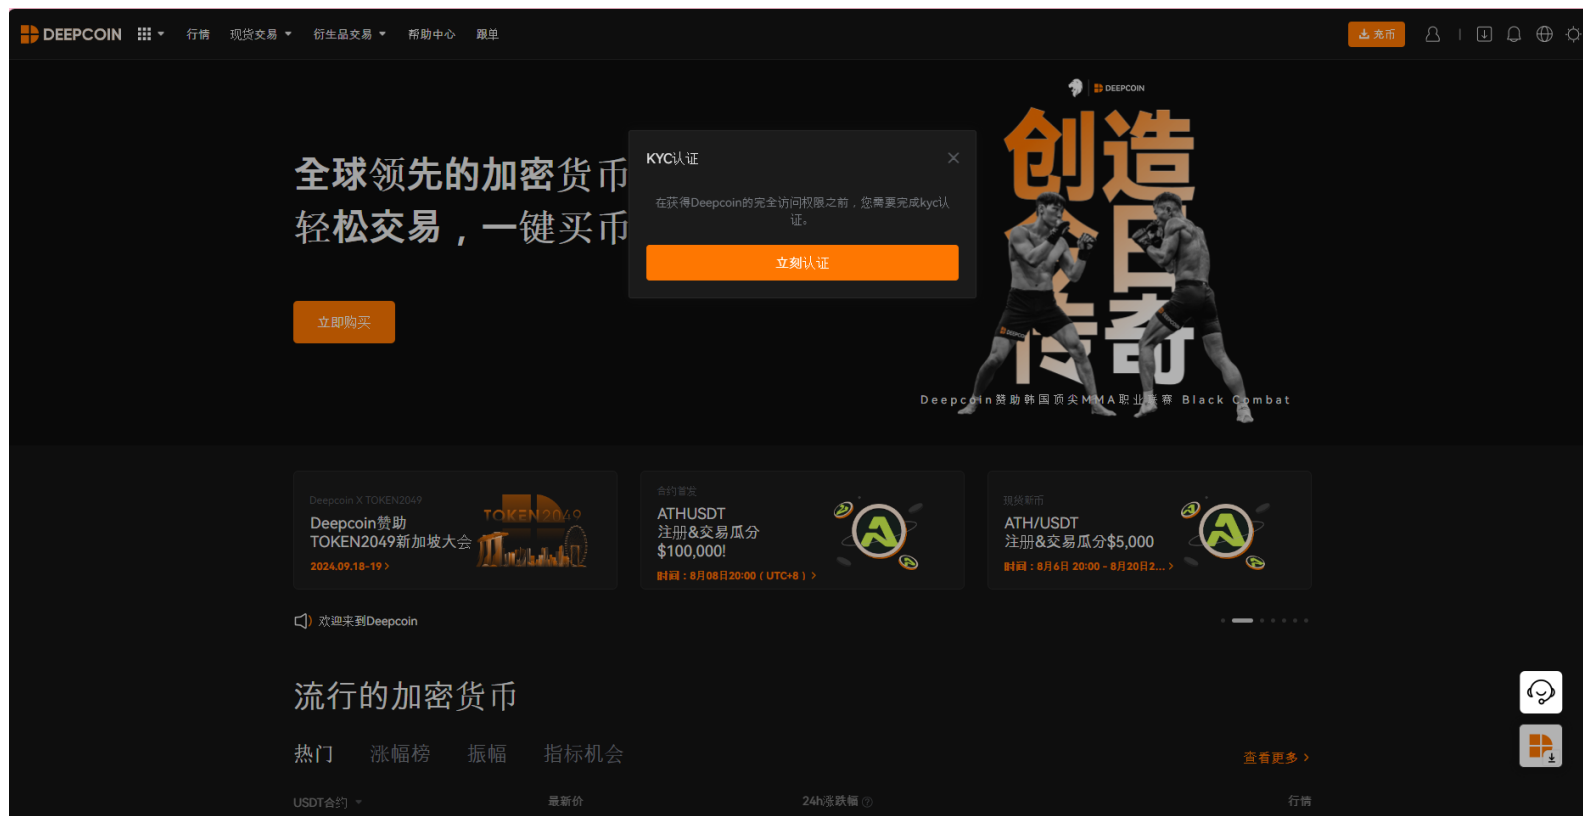 DEEPCOIN
行情
现货交易
衍生品交易
帮助中心
跟单
充币
DEEPCOIN
创造
全球领先的加密货币
轻松交易，一键买币
立即购买
KYC认证
在获得Deepcoin的完全访问权限之前，您需要完成kyc认
证。
立刻认证
传奇
Deepcoin赞助韩国顶尖MMA职业联赛 Black Combat
Deepcoin X TOKEN2049
Deepcoin赞助
TOKEN2049新加坡大会
2024.09.18-19
TOKEN2049
合约首发
ATHUSDT
注册&交易瓜分
$100,000!
时间：8月08日20:00（UTC+8）
现货新币
ATH/USDT
注册&交易瓜分$5,000
时间：8月6日 20:00 - 8月20日2...
欢迎来到Deepcoin
流行的加密货币
热门
涨幅榜
振幅
指标机会
查看更多
USDT合约
最新价
24h涨跌幅
行情